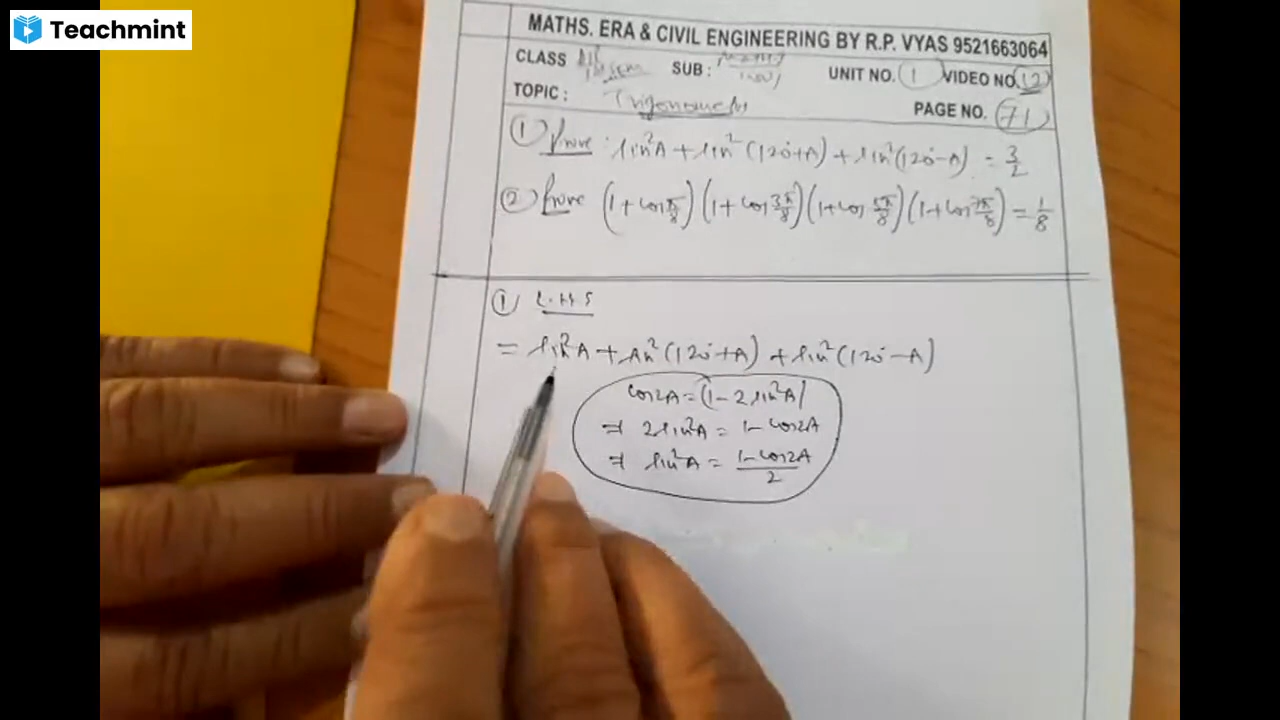 Teachmint
MATHS. ERA & CIVIL ENGINEERING BY R.P. VYAS 9521663064
CLASS SUB : UNIT NO. 1 VIDEO NO. 12
TOPIC : Trigonometry PAGE NO. 71
① Prove : sin²A + sin²(120°+A) + sin²(120°-A) = 3/2
② Prove (1+cos π/8)(1+cos 3π/8)(1+cos 5π/8)(1+cos 7π/8) = 1/8
① L.H.S
= sin²A + sin²(120°+A) + sin²(120°-A)
cos2A = (1-2sin²A)
⇒ 2sin²A = 1-cos2A
⇒ sin²A = 1-cos2A/2